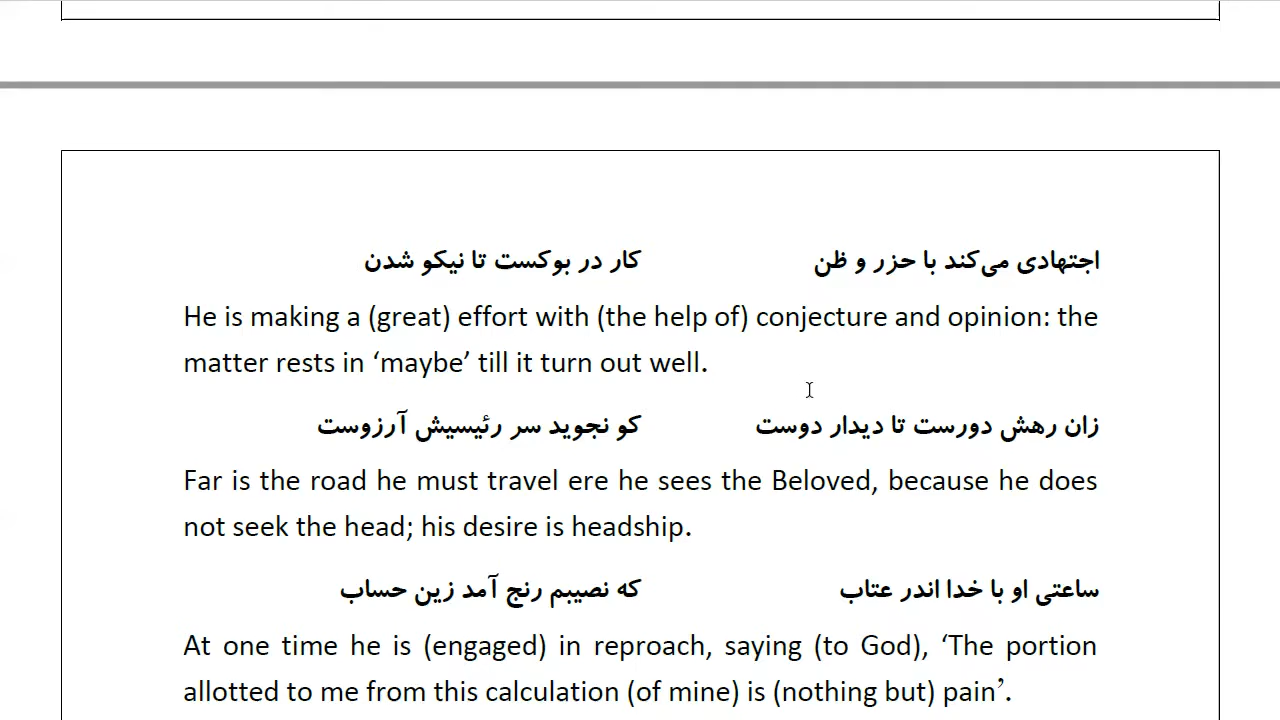 اجتهادی می‌کند با حزر و ظن کار در بوکست تا نیکو شدن
He is making a (great) effort with (the help of) conjecture and opinion: the
matter rests in ‘maybe’ till it turn out well.
زان رهش دورست تا دیدار دوست کو نجوید سر رئیسیش آرزوست
Far is the road he must travel ere he sees the Beloved, because he does
not seek the head; his desire is headship.
ساعتی او با خدا اندر عتاب که نصیبم رنج آمد زین حساب
At one time he is (engaged) in reproach, saying (to God), ‘The portion
allotted to me from this calculation (of mine) is (nothing but) pain’.